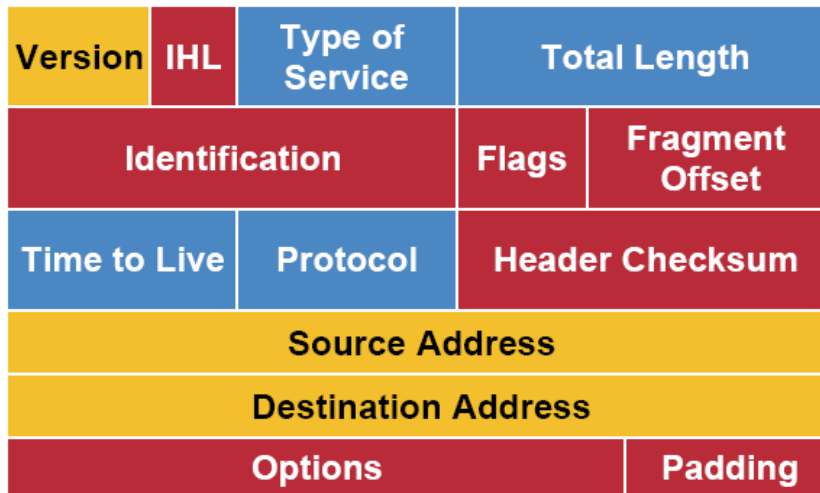 Version IHL Type of Service Total Length
Identification Flags Fragment Offset
Time to Live Protocol Header Checksum
Source Address
Destination Address
Options Padding